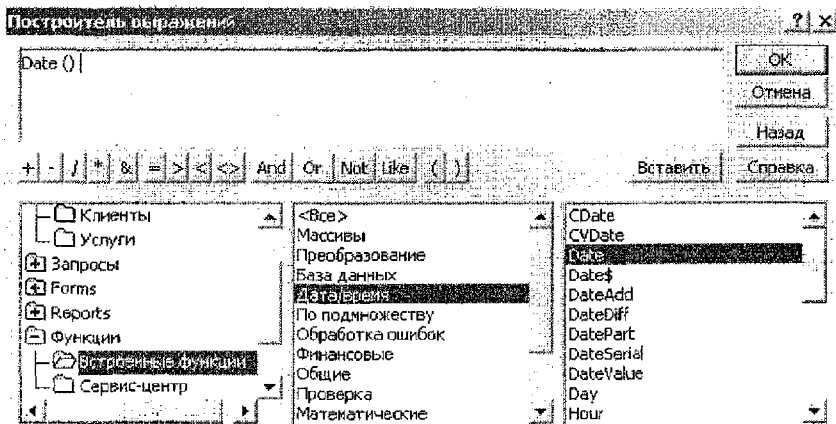 Построитель выражений
? ×
Date ()
OK
Отмена
Назад
+ - / * & = > < <> And Or Not Like ( ) Вставить Справка
Клиенты
Услуги
Запросы
Forms
Reports
Функции
Встроенные функции
Сервис-центр
<Все>
Массивы
Преобразование
База данных
Дата/время
По подмножеству
Обработка ошибок
Финансовые
Общие
Проверка
Математические
CDate
CVDate
Date
Date$
DateAdd
DateDiff
DatePart
DateSerial
DateValue
Day
Hour